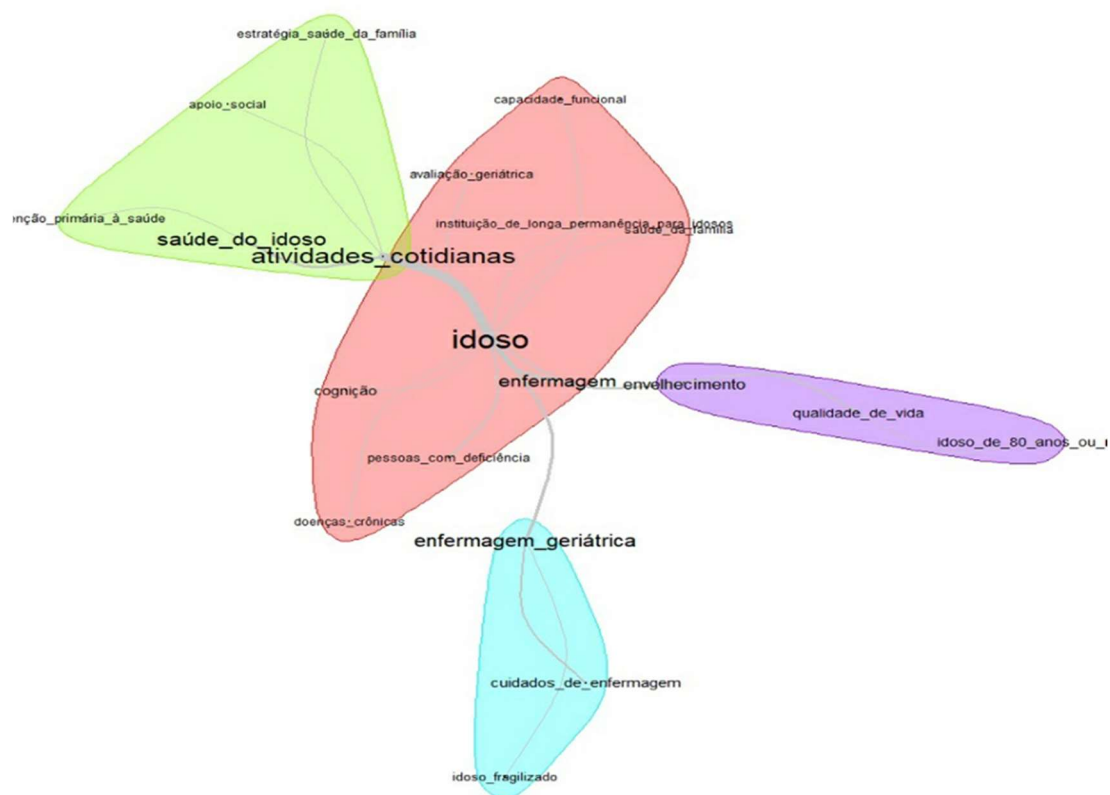 estratégia_saúde_da_família
capacidade_funcional
apoio_social
avaliação_geriátrica
enção_primária_à_saúde
instituição_de_longa_permanência_para_idosos
saúde_da_família
saúde_do_idoso
atividades_cotidianas
idoso
enfermagem
envelhecimento
cognição
qualidade_de_vida
idoso_de_80_anos_ou_
pessoas_com_deficiência
doenças_crônicas
enfermagem_geriátrica
cuidados_de_enfermagem
idoso_fragilizado